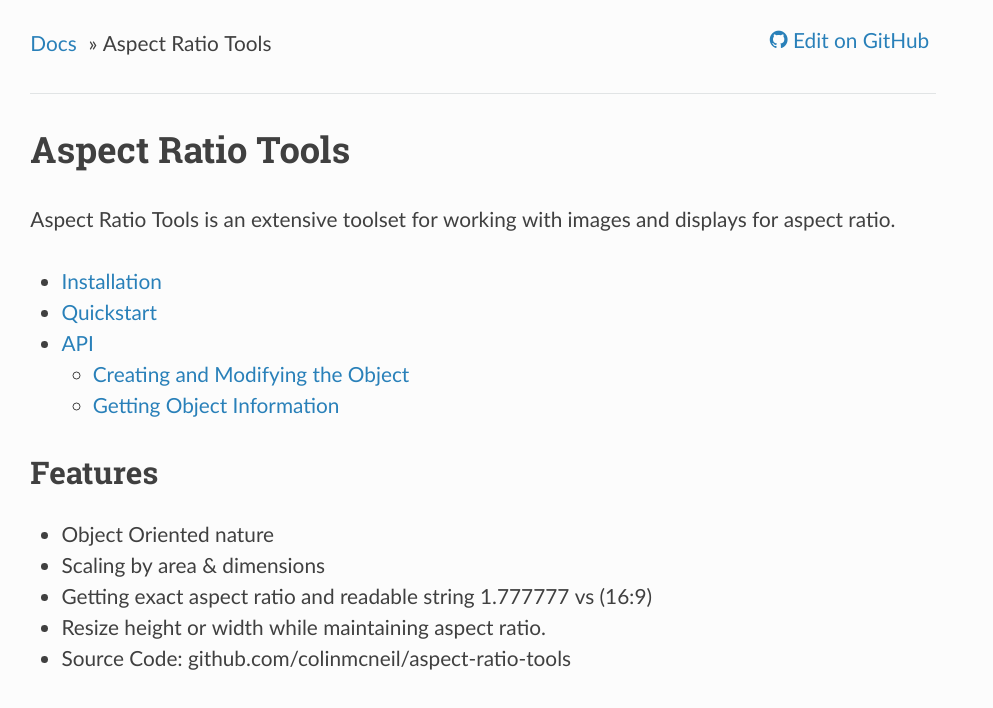 Docs » Aspect Ratio Tools
Edit on GitHub
Aspect Ratio Tools
Aspect Ratio Tools is an extensive toolset for working with images and displays for aspect ratio.
Installation
Quickstart
API
Creating and Modifying the Object
Getting Object Information
Features
Object Oriented nature
Scaling by area & dimensions
Getting exact aspect ratio and readable string 1.777777 vs (16:9)
Resize height or width while maintaining aspect ratio.
Source Code: github.com/colinmcneil/aspect-ratio-tools